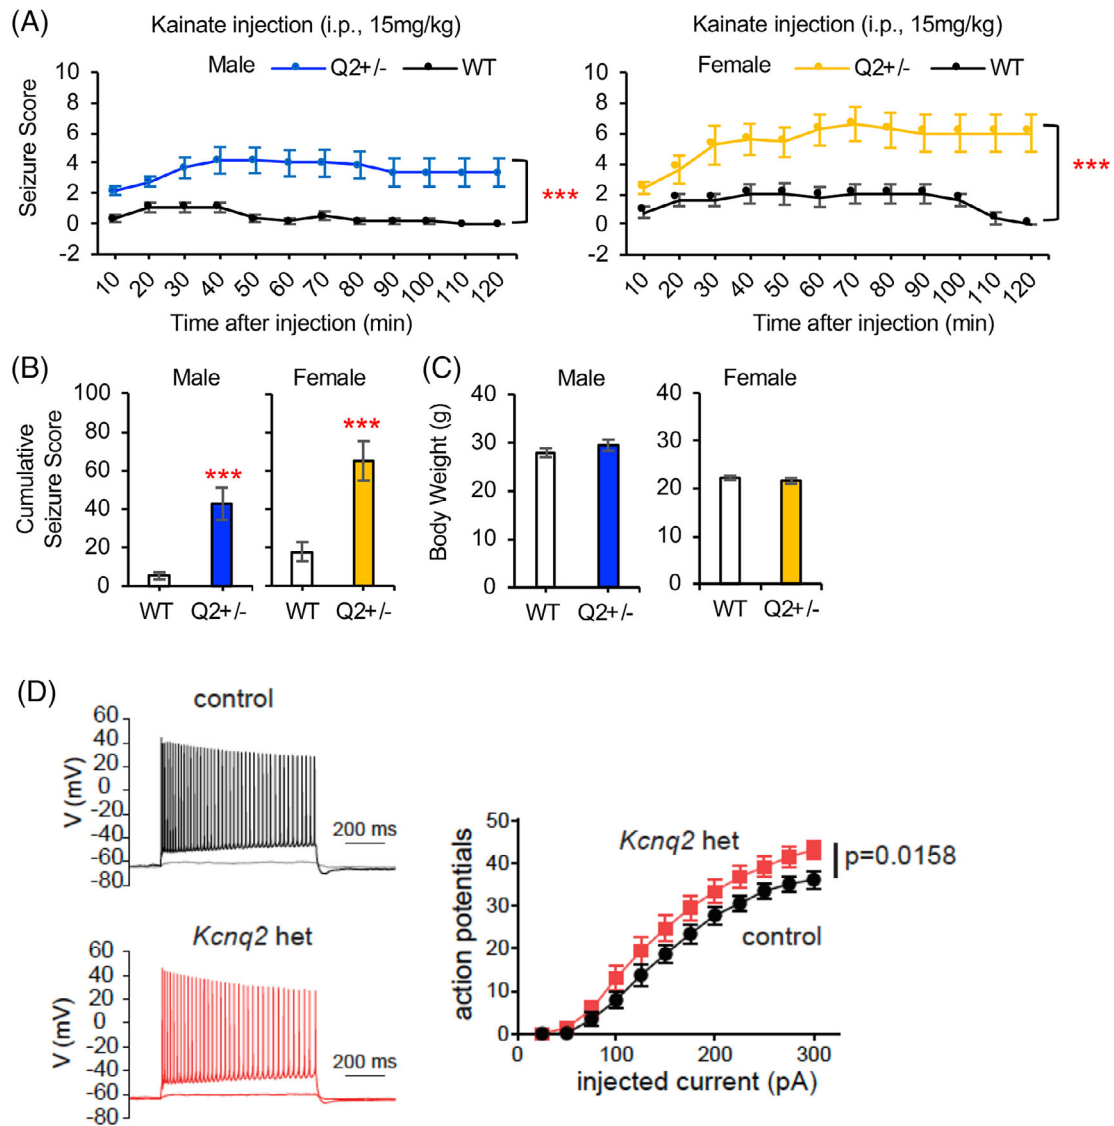 (A)
Kainate injection (i.p., 15mg/kg)
Male Q2+/- WT
Seizure Score
10
8
6
4
2
0
-2
***
10 20 30 40 50 60 70 80 90 100 110 120
Time after injection (min)
Kainate injection (i.p., 15mg/kg)
Female Q2+/- WT
10
8
6
4
2
0
-2
***
10 20 30 40 50 60 70 80 90 100 110 120
Time after injection (min)
(B)
Cumulative
Seizure Score
Male
100
80
60
40
20
0
***
WT Q2+/-
Female
***
WT Q2+/-
(C)
Body Weight (g)
Male
40
30
20
10
0
WT Q2+/-
Female
40
30
20
10
0
WT Q2+/-
(D)
control
V (mV)
60
40
20
0
-20
-40
-60
-80
200 ms
Kcnq2 het
V (mV)
60
40
20
0
-20
-40
-60
-80
200 ms
action potentials
50
40
30
20
10
0
Kcnq2 het
p=0.0158
control
0 100 200 300
injected current (pA)